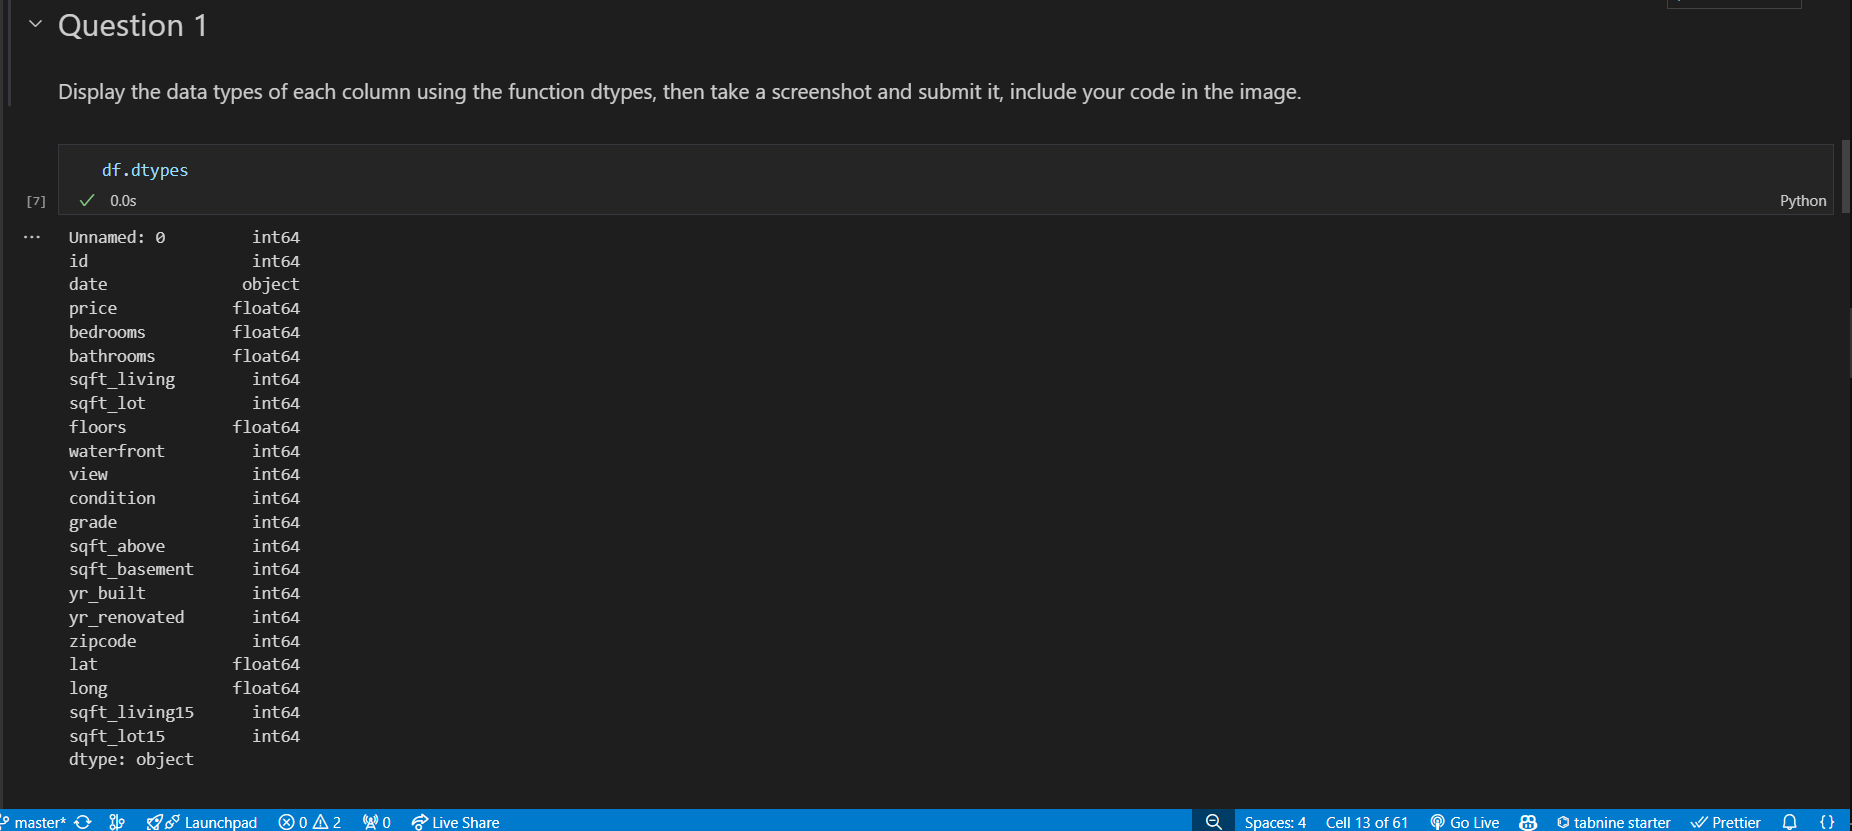 Question 1
Display the data types of each column using the function dtypes, then take a screenshot and submit it, include your code in the image.
df.dtypes
[7] 0.0s Python
... Unnamed: 0 int64
id int64
date object
price float64
bedrooms float64
bathrooms float64
sqft_living int64
sqft_lot int64
floors float64
waterfront int64
view int64
condition int64
grade int64
sqft_above int64
sqft_basement int64
yr_built int64
yr_renovated int64
zipcode int64
lat float64
long float64
sqft_living15 int64
sqft_lot15 int64
dtype: object
master* Launchpad 0 2 0 Live Share Spaces: 4 Cell 13 of 61 Go Live tabnine starter Prettier {}